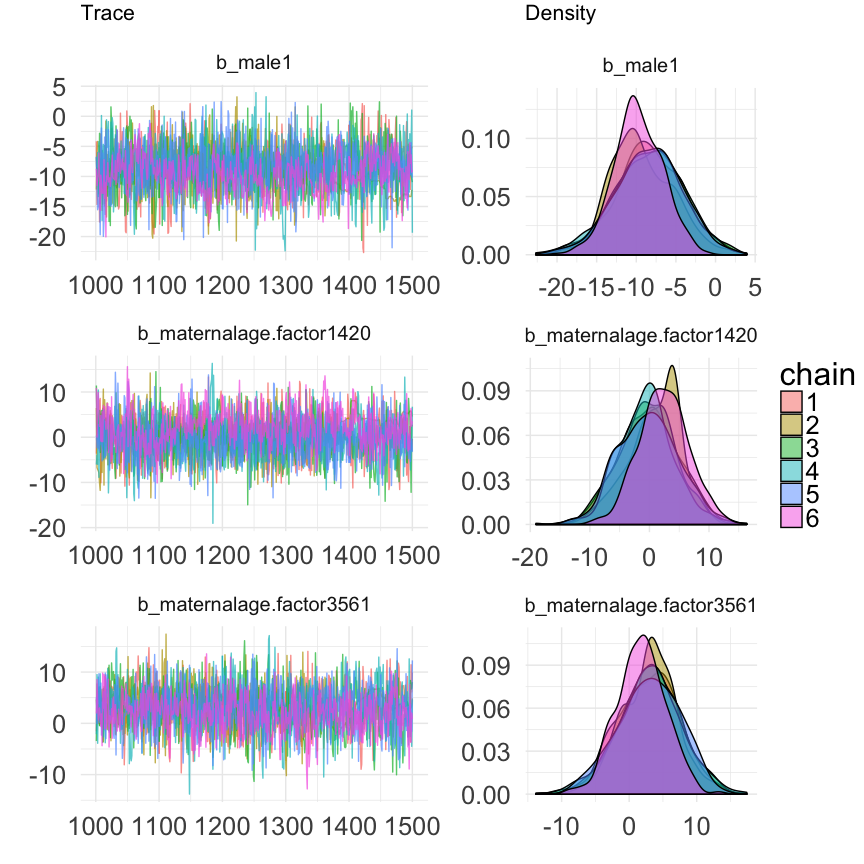 Trace
Density
b_male1
5
0
-5
-10
-15
-20
1000 1100 1200 1300 1400 1500
b_male1
0.10
0.05
0.00
-20 -15 -10 -5 0 5
b_maternalage.factor1420
10
0
-10
-20
1000 1100 1200 1300 1400 1500
b_maternalage.factor1420
0.09
0.06
0.03
0.00
-20 -10 0 10
b_maternalage.factor3561
10
0
-10
1000 1100 1200 1300 1400 1500
b_maternalage.factor3561
0.09
0.06
0.03
0.00
-10 0 10
chain
1
2
3
4
5
6